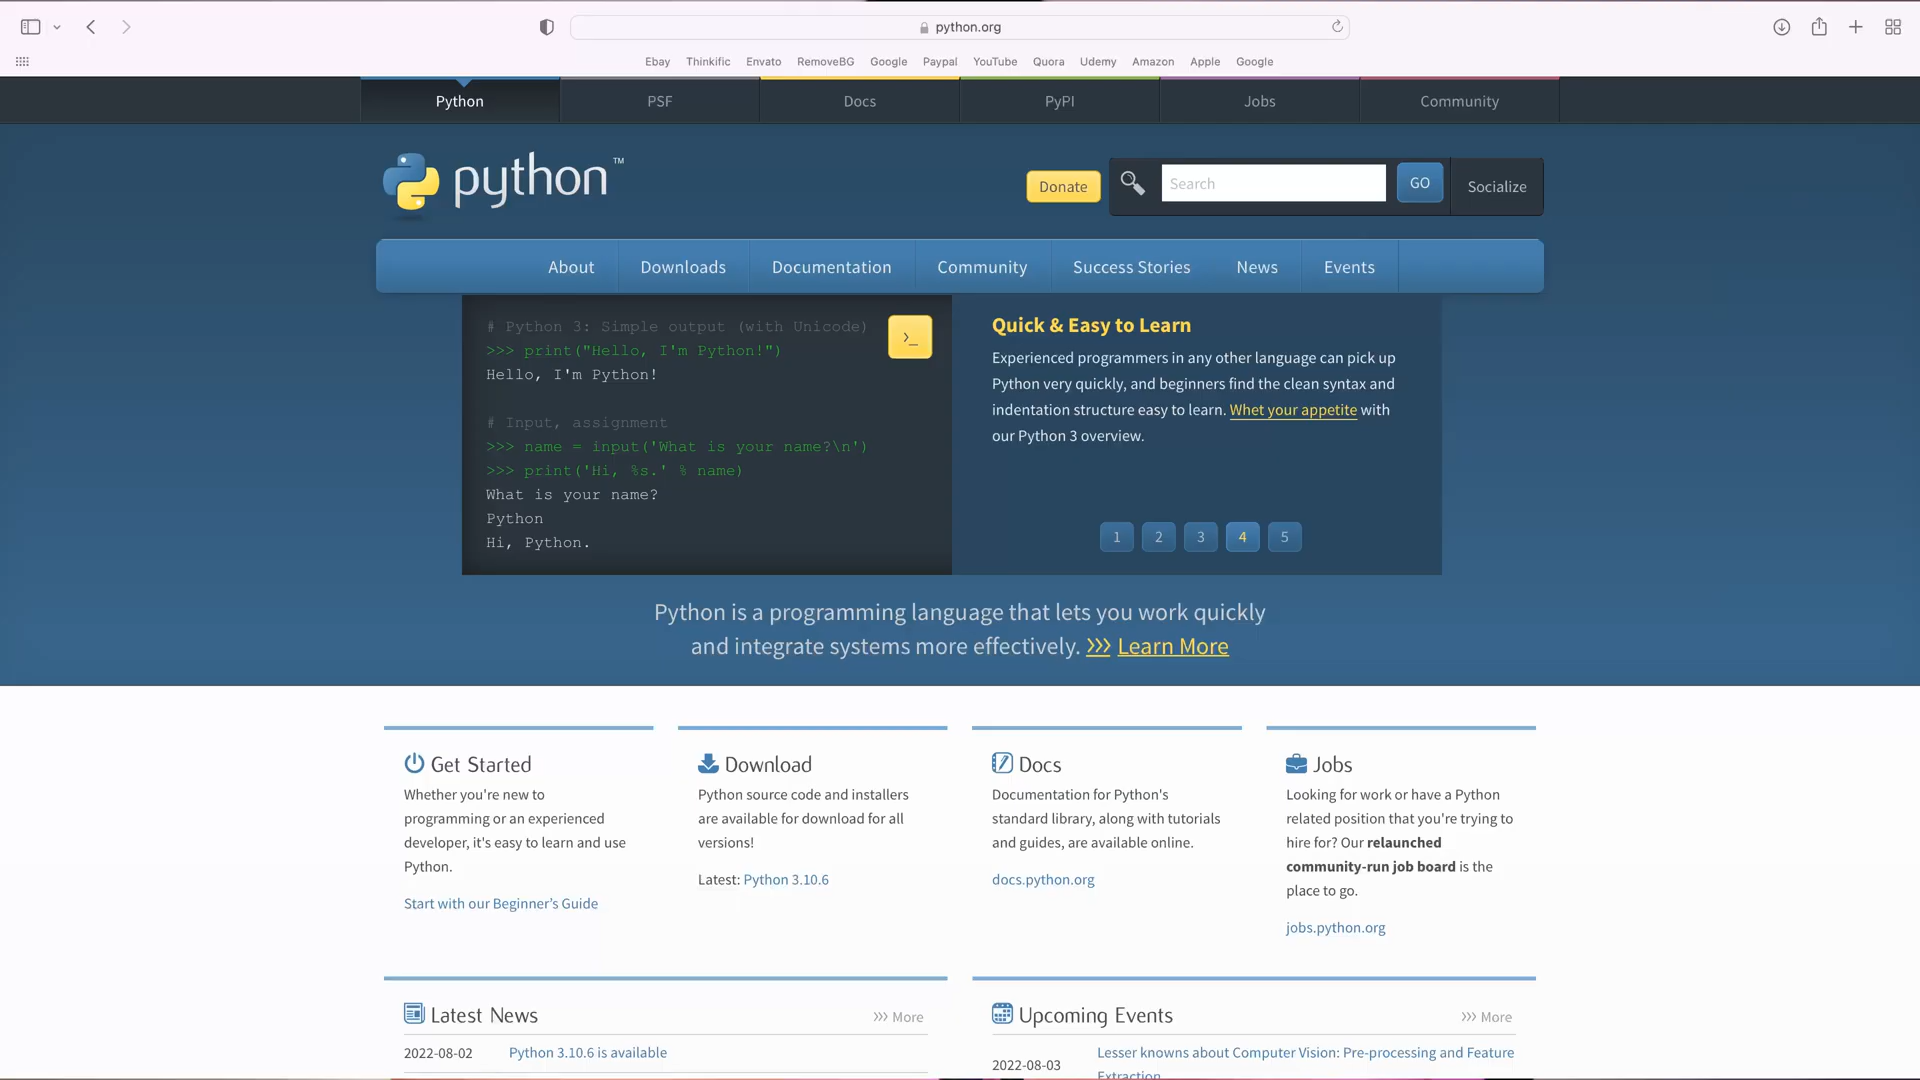 python.org
Ebay Thinkific Envato RemoveBG Google Paypal YouTube Quora Udemy Amazon Apple Google
Python PSF Docs PyPI Jobs Community
python™
Donate Search GO Socialize
About Downloads Documentation Community Success Stories News Events
# Python 3: Simple output (with Unicode)
>>> print("Hello, I'm Python!")
Hello, I'm Python!
# Input, assignment
>>> name = input('What is your name?\n')
>>> print('Hi, %s.' % name)
What is your name?
Python
Hi, Python.
>_
Quick & Easy to Learn
Experienced programmers in any other language can pick up
Python very quickly, and beginners find the clean syntax and
indentation structure easy to learn. Whet your appetite with
our Python 3 overview.
1 2 3 4 5
Python is a programming language that lets you work quickly
and integrate systems more effectively. >>> Learn More
Get Started
Whether you're new to
programming or an experienced
developer, it's easy to learn and use
Python.
Start with our Beginner’s Guide
Download
Python source code and installers
are available for download for all
versions!
Latest: Python 3.10.6
Docs
Documentation for Python's
standard library, along with tutorials
and guides, are available online.
docs.python.org
Jobs
Looking for work or have a Python
related position that you're trying to
hire for? Our relaunched
community-run job board is the
place to go.
jobs.python.org
Latest News
>>> More
2022-08-02 Python 3.10.6 is available
Upcoming Events
>>> More
2022-08-03 Lesser knowns about Computer Vision: Pre-processing and Feature
Extraction